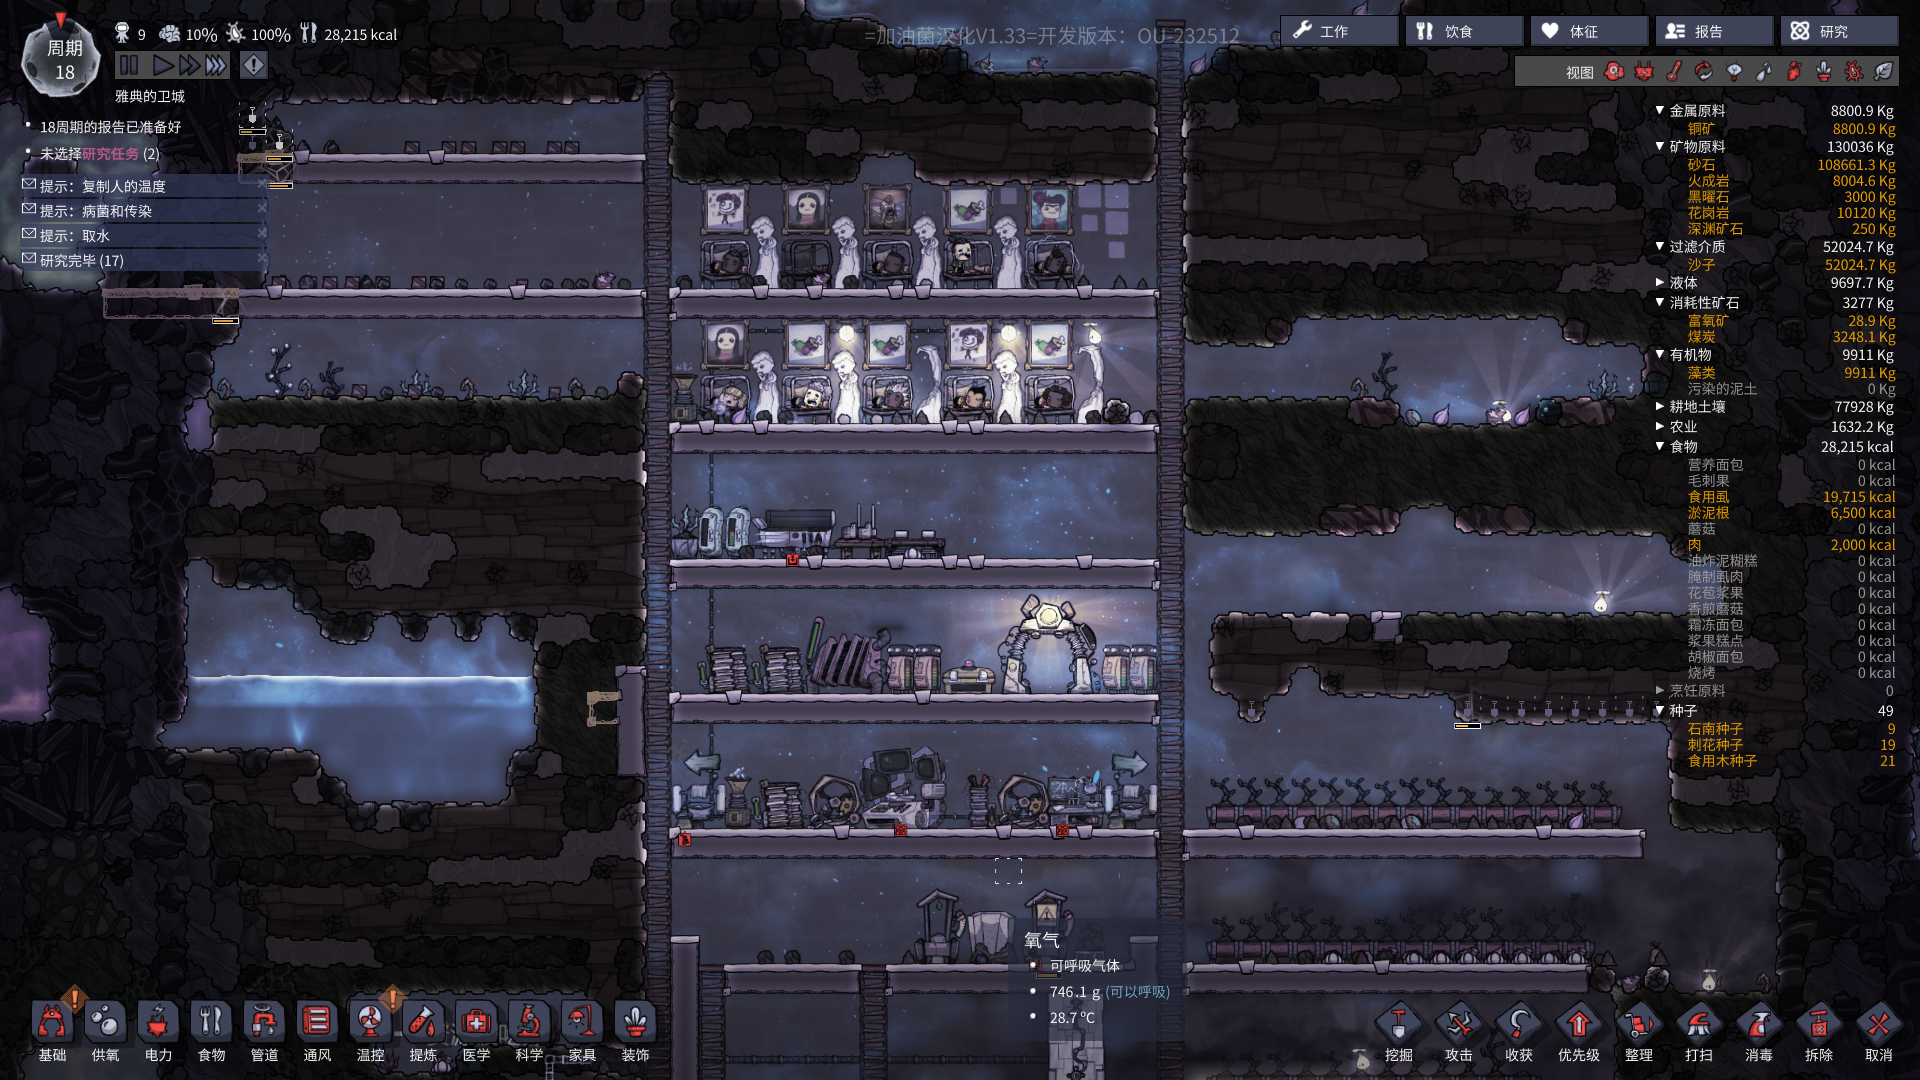 周期
18
9
10%
100%
28,215 kcal
雅典的卫城
18周期的报告已准备好
未选择研究任务 (2)
提示：复制人的温度
提示：病菌和传染
提示：取水
研究完毕 (17)
=加油菌汉化V1.33=开发版本：OU-232512
工作
饮食
体征
报告
研究
视图
金属原料 8800.9 Kg
铜矿 8800.9 Kg
矿物原料 130036 Kg
砂石 108661.3 Kg
火成岩 8004.6 Kg
黑曜石 3000 Kg
花岗岩 10120 Kg
深渊矿石 250 Kg
过滤介质 52024.7 Kg
沙子 52024.7 Kg
液体 9697.7 Kg
消耗性矿石 3277 Kg
富氧矿 28.9 Kg
煤炭 3248.1 Kg
有机物 9911 Kg
藻类 9911 Kg
污染的泥土 0 Kg
耕地土壤 77928 Kg
农业 1632.2 Kg
食物 28,215 kcal
营养面包 0 kcal
毛刺果 0 kcal
食用虱 19,715 kcal
淤泥根 6,500 kcal
蘑菇 0 kcal
肉 2,000 kcal
油炸泥糊糕 0 kcal
腌制虱肉 0 kcal
花苞浆果 0 kcal
香煎蘑菇 0 kcal
霜冻面包 0 kcal
浆果糕点 0 kcal
胡椒面包 0 kcal
烧烤 0 kcal
烹饪原料 0
种子 49
石南种子 9
刺花种子 19
食用木种子 21
氧气
可呼吸气体
746.1 g (可以呼吸)
28.7 ºC
基础
供氧
电力
食物
管道
通风
温控
提炼
医学
科学
家具
装饰
挖掘
攻击
收获
优先级
整理
打扫
消毒
拆除
取消